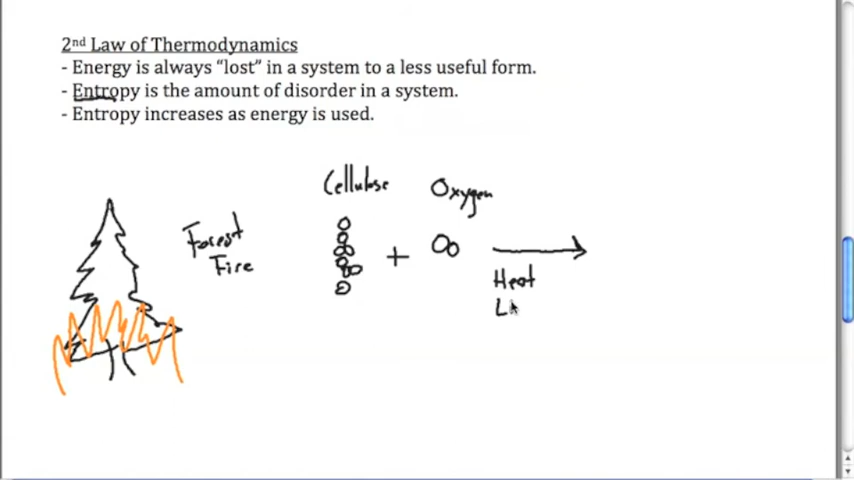 2nd Law of Thermodynamics
- Energy is always “lost” in a system to a less useful form.
- Entropy is the amount of disorder in a system.
- Entropy increases as energy is used.
Cellulose
Oxygen
Forest
Fire
+
Heat
L